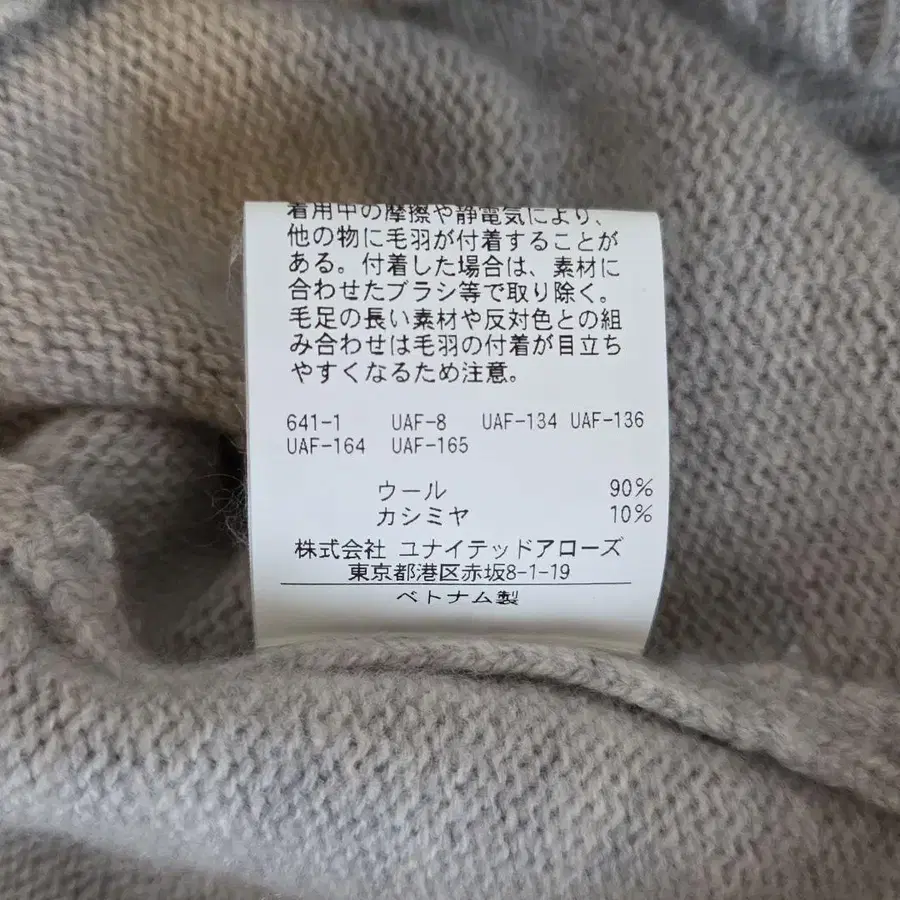 着用中の摩擦や静電気により、
他の物に毛羽が付着することが
ある。付着した場合は、素材に
合わせたブラシ等で取り除く。
毛足の長い素材や反対色との組
み合わせは毛羽の付着が目立ち
やすくなるため注意。
641-1 UAF-8 UAF-134 UAF-136
UAF-164 UAF-165
ウール 90%
カシミヤ 10%
株式会社 ユナイテッドアローズ
東京都港区赤坂8-1-19
ベトナム製